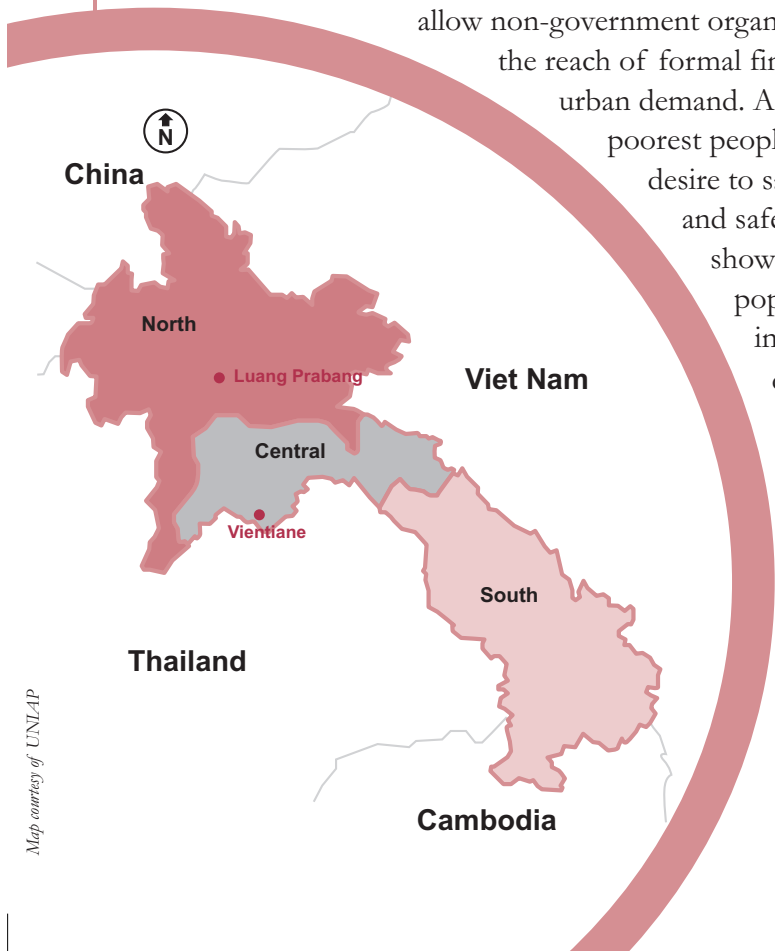 allow non-government organ
the reach of formal fin
urban demand. A
poorest peopl
desire to s
and safe
show
pop
in
N
China
North
Luang Prabang
Viet Nam
Central
Vientiane
South
Thailand
Cambodia
Map courtesy of UNIAP